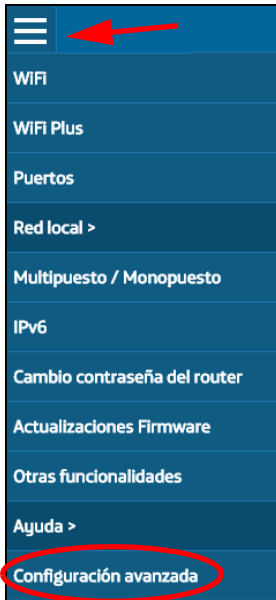 WiFi
WiFi Plus
Puertos
Red local >
Multipuesto / Monopuesto
IPv6
Cambio contraseña del router
Actualizaciones Firmware
Otras funcionalidades
Ayuda >
Configuración avanzada